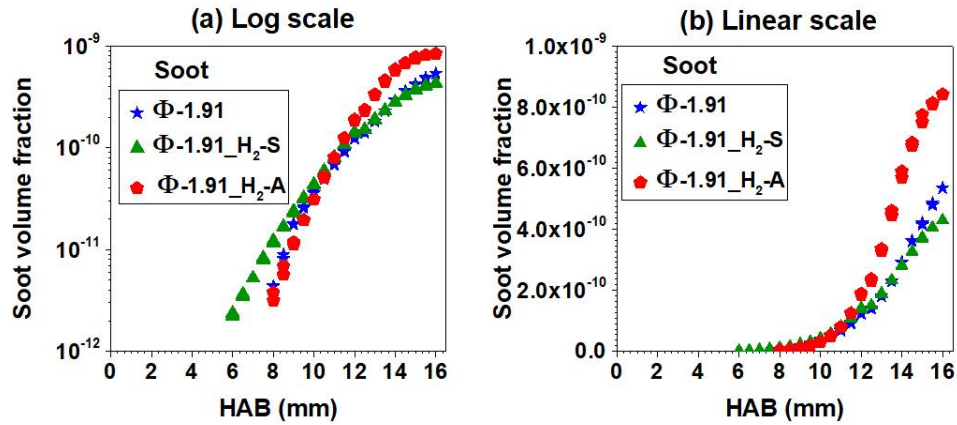 (a) Log scale
10⁻⁹
10⁻¹⁰
10⁻¹¹
10⁻¹²
Soot volume fraction
Soot
Φ-1.91
Φ-1.91_H₂-S
Φ-1.91_H₂-A
0 2 4 6 8 10 12 14 16
HAB (mm)
(b) Linear scale
1.0x10⁻⁹
8.0x10⁻¹⁰
6.0x10⁻¹⁰
4.0x10⁻¹⁰
2.0x10⁻¹⁰
0.0
Soot volume fraction
Soot
Φ-1.91
Φ-1.91_H₂-S
Φ-1.91_H₂-A
0 2 4 6 8 10 12 14 16
HAB (mm)